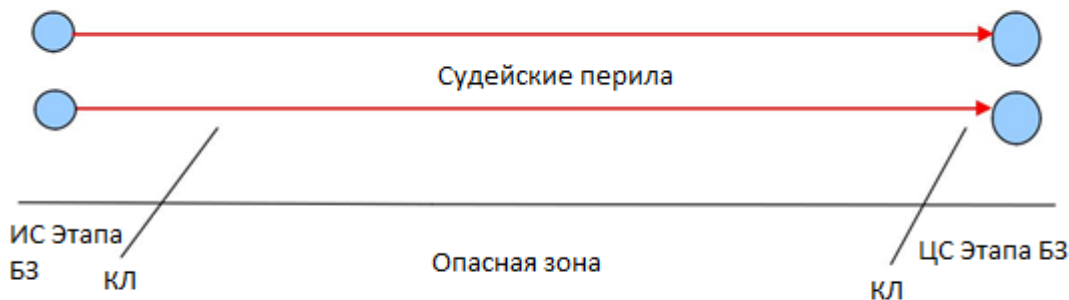 Судейские перила
ИС Этапа
БЗ
КЛ
Опасная зона
ЦС Этапа БЗ
КЛ